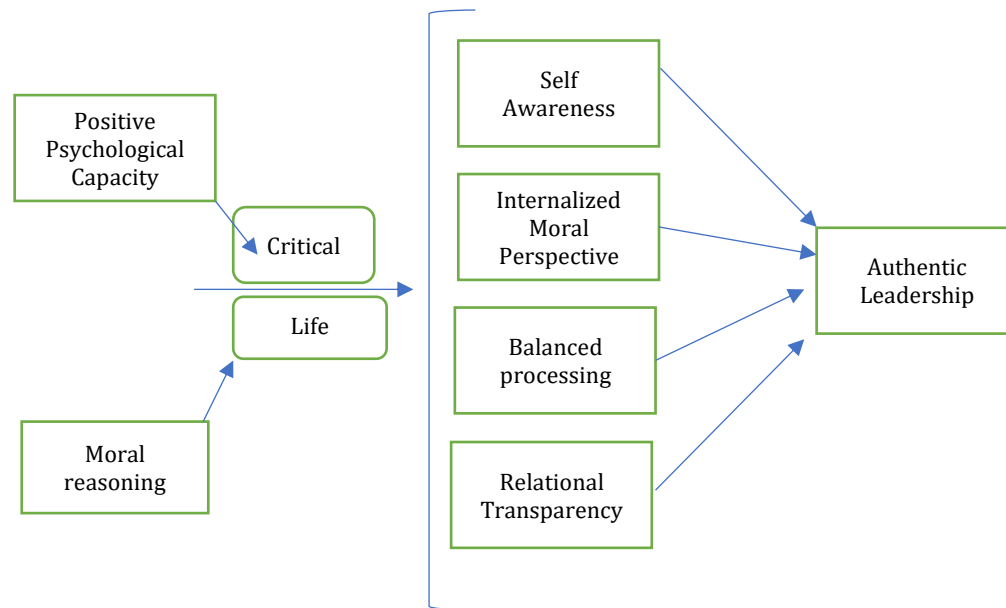 Positive
Psychological
Capacity
Critical
Life
Moral
reasoning
Self
Awareness
Internalized
Moral
Perspective
Balanced
processing
Relational
Transparency
Authentic
Leadership